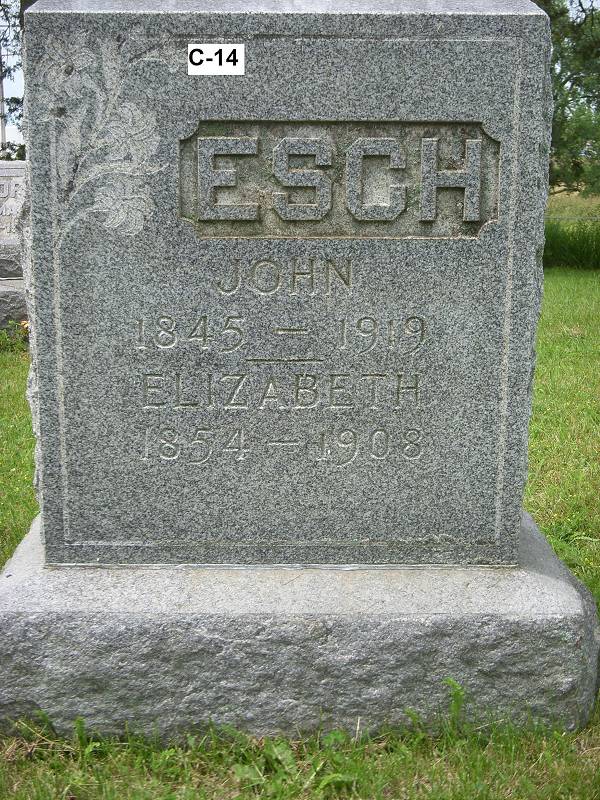 C-14
ESCH
JOHN
1845 – 1919
ELIZABETH
1854 – 1908